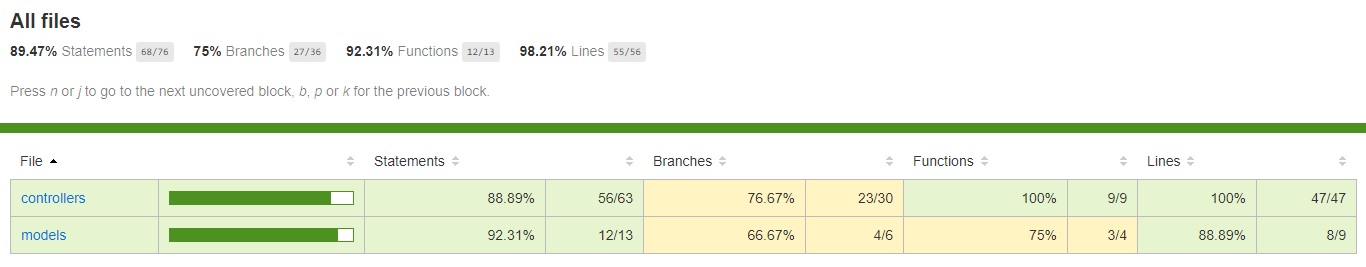 All files
89.47% Statements 68/76 75% Branches 27/36 92.31% Functions 12/13 98.21% Lines 55/56
Press n or j to go to the next uncovered block, b, p or k for the previous block.
File Statements Branches Functions Lines
controllers 88.89% 56/63 76.67% 23/30 100% 9/9 100% 47/47
models 92.31% 12/13 66.67% 4/6 75% 3/4 88.89% 8/9